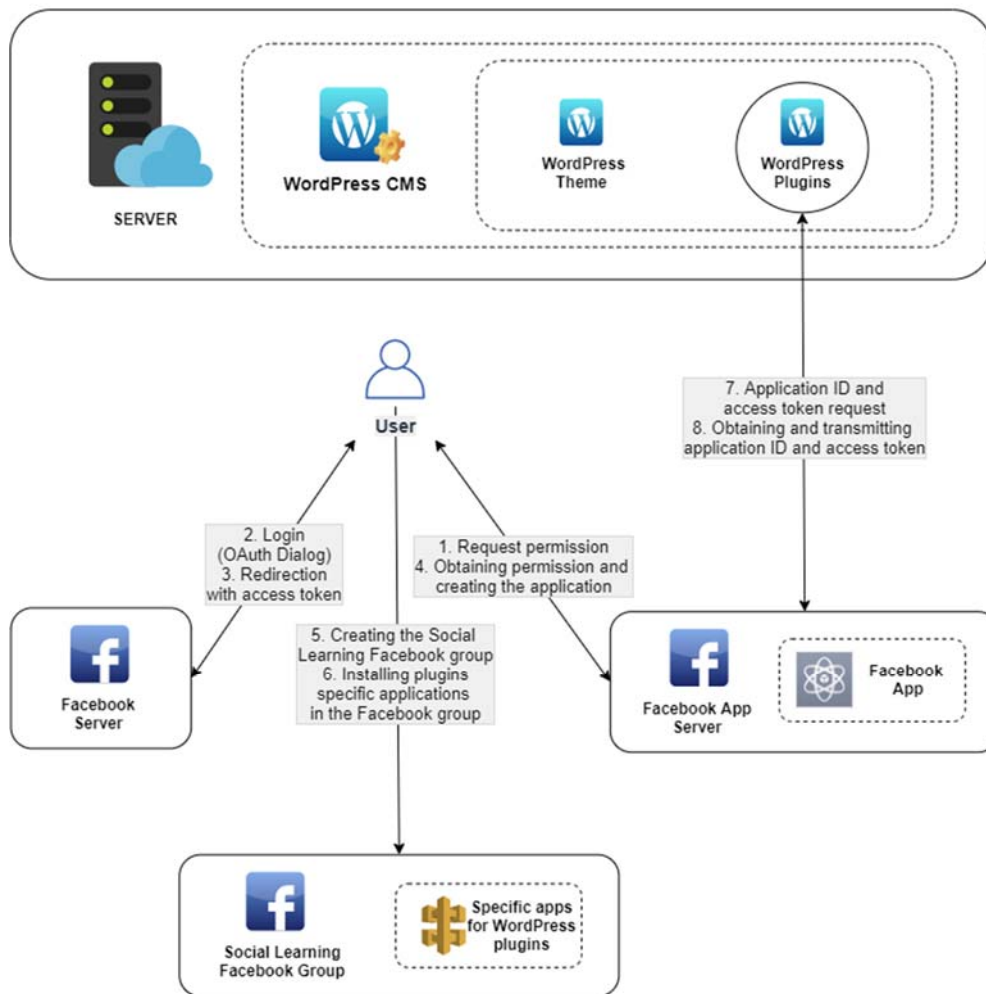 SERVER
WordPress CMS
WordPress
Theme
WordPress
Plugins
User
7. Application ID and
access token request
8. Obtaining and transmitting
application ID and access token
2. Login
(OAuth Dialog)
3. Redirection
with access token
1. Request permission
4. Obtaining permission and
creating the application
5. Creating the Social
Learning Facebook group
6. Installing plugins
specific applications
in the Facebook group
Facebook
Server
Facebook App
Server
Facebook
App
Social Learning
Facebook Group
Specific apps
for WordPress
plugins